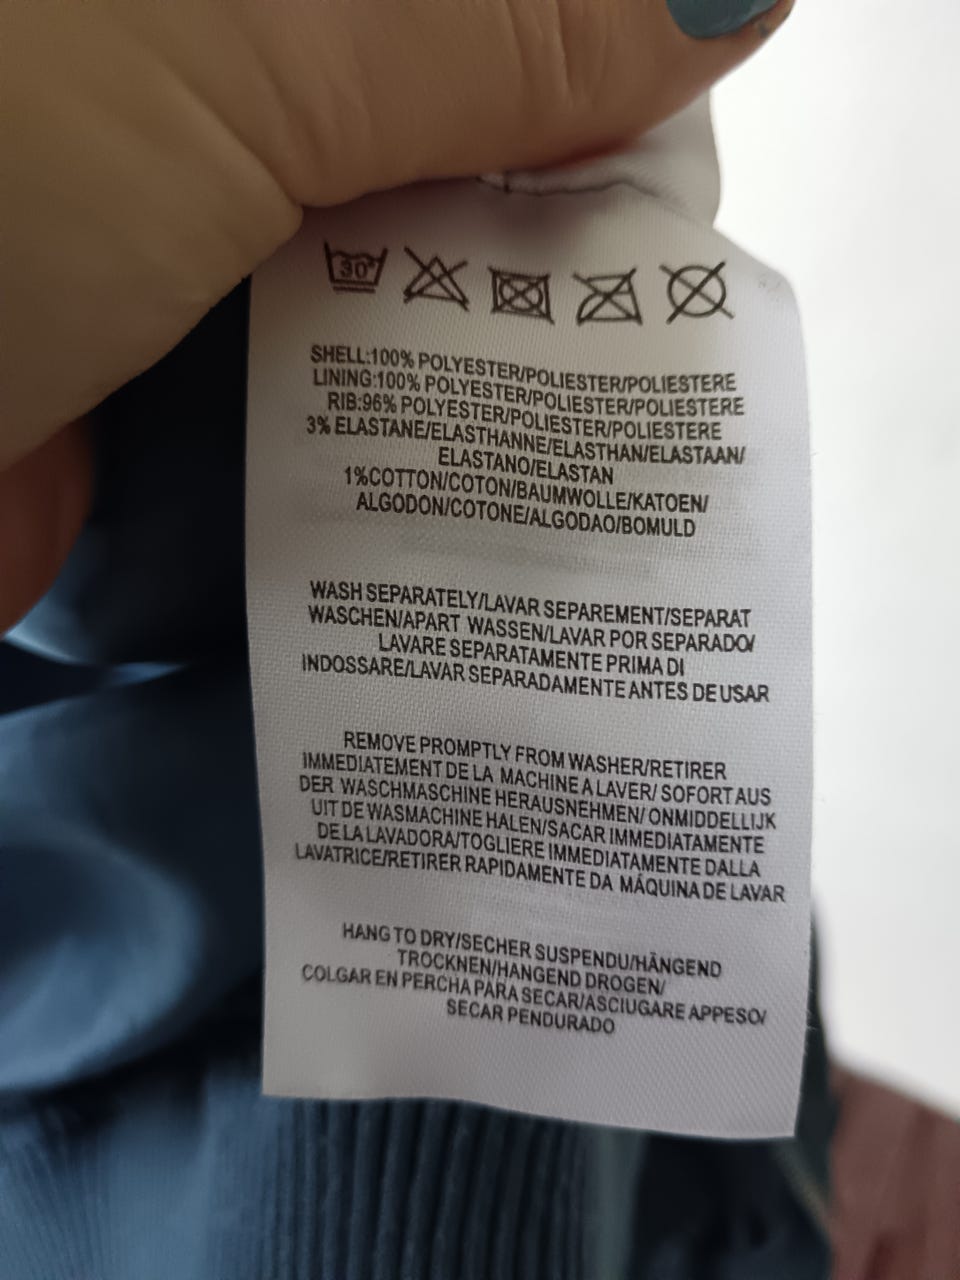 30°
SHELL:100% POLYESTER/POLIESTER/POLIESTERE
LINING:100% POLYESTER/POLIESTER/POLIESTERE
RIB:96% POLYESTER/POLIESTER/POLIESTERE
3% ELASTANE/ELASTHANNE/ELASTHAN/ELASTAAN/
ELASTANO/ELASTAN
1%COTTON/COTON/BAUMWOLLE/KATOEN/
ALGODON/COTONE/ALGODAO/BOMULD
WASH SEPARATELY/LAVAR SEPAREMENT/SEPARAT
WASCHEN/APART WASSEN/LAVAR POR SEPARADO/
LAVARE SEPARATAMENTE PRIMA DI
INDOSSARE/LAVAR SEPARADAMENTE ANTES DE USAR
REMOVE PROMPTLY FROM WASHER/RETIRER
IMMEDIATEMENT DE LA MACHINE A LAVER/ SOFORT AUS
DER WASCHMASCHINE HERAUSNEHMEN/ ONMIDDELLIJK
UIT DE WASMACHINE HALEN/SACAR IMMEDIATAMENTE
DE LA LAVADORA/TOGLIERE IMMEDIATAMENTE DALLA
LAVATRICE/RETIRER RAPIDAMENTE DA MÁQUINA DE LAVAR
HANG TO DRY/SECHER SUSPENDU/HÄNGEND
TROCKNEN/HANGEND DROGEN/
COLGAR EN PERCHA PARA SECAR/ASCIUGARE APPESO/
SECAR PENDURADO